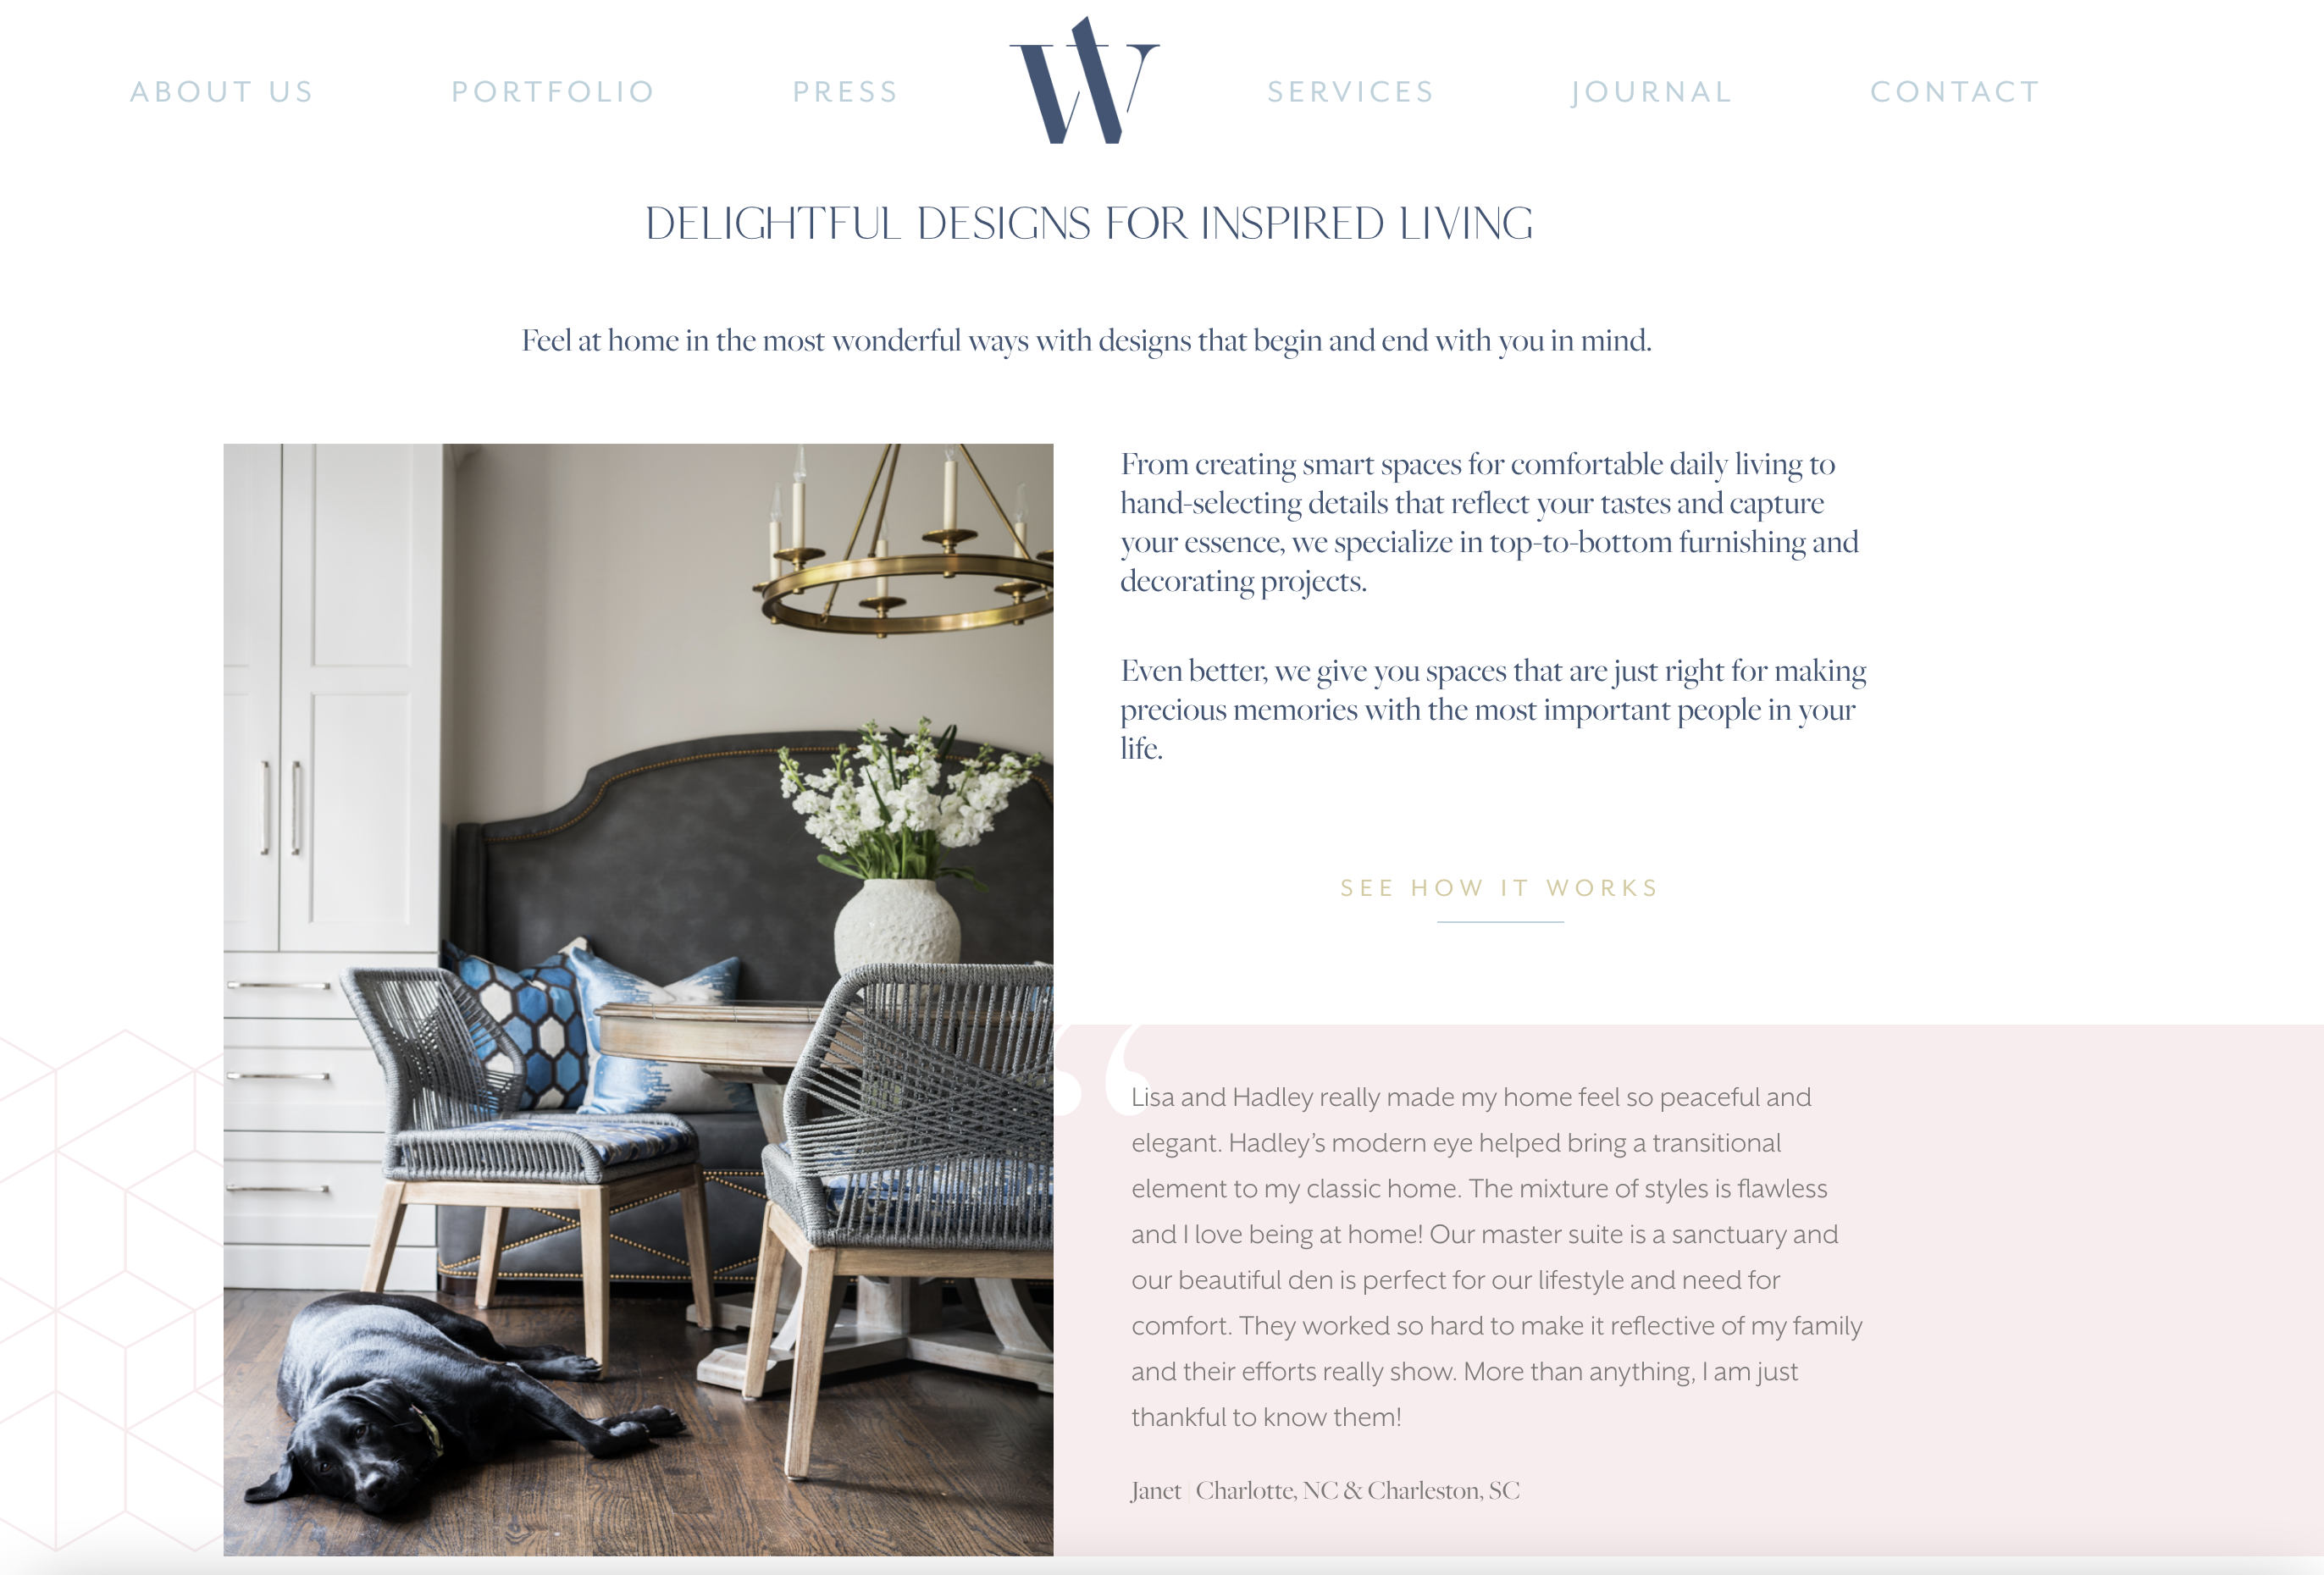 ABOUT US
PORTFOLIO
PRESS
W
SERVICES
JOURNAL
CONTACT
DELIGHTFUL DESIGNS FOR INSPIRED LIVING
Feel at home in the most wonderful ways with designs that begin and end with you in mind.
From creating smart spaces for comfortable daily living to
hand-selecting details that reflect your tastes and capture
your essence, we specialize in top-to-bottom furnishing and
decorating projects.
Even better, we give you spaces that are just right for making
precious memories with the most important people in your
life.
SEE HOW IT WORKS
“
Lisa and Hadley really made my home feel so peaceful and
elegant. Hadley’s modern eye helped bring a transitional
element to my classic home. The mixture of styles is flawless
and I love being at home! Our master suite is a sanctuary and
our beautiful den is perfect for our lifestyle and need for
comfort. They worked so hard to make it reflective of my family
and their efforts really show. More than anything, I am just
thankful to know them!
Janet | Charlotte, NC & Charleston, SC